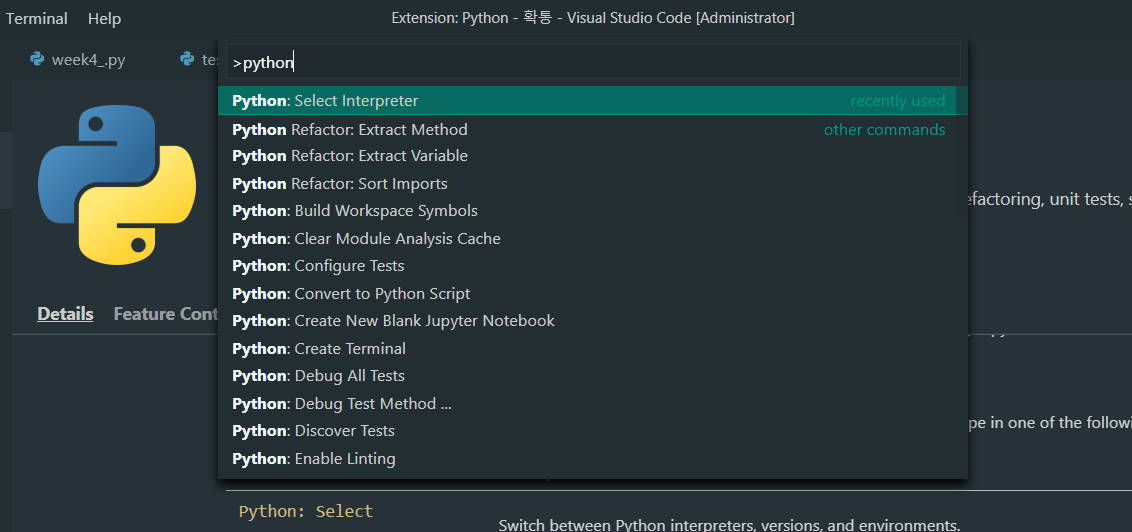 Terminal Help Extension: Python - 확통 - Visual Studio Code [Administrator]
week4_.py
>python
Python: Select Interpreter recently used
Python Refactor: Extract Method other commands
Python Refactor: Extract Variable
Python Refactor: Sort Imports
efactoring, unit tests,
Python: Build Workspace Symbols
Python: Clear Module Analysis Cache
Python: Configure Tests
Python: Convert to Python Script
Details Feature Cont
Python: Create New Blank Jupyter Notebook
Python: Create Terminal
Python: Debug All Tests
Python: Debug Test Method ...
pe in one of the followi
Python: Discover Tests
Python: Enable Linting
Python: Select
Switch between Python interpreters, versions, and environments.